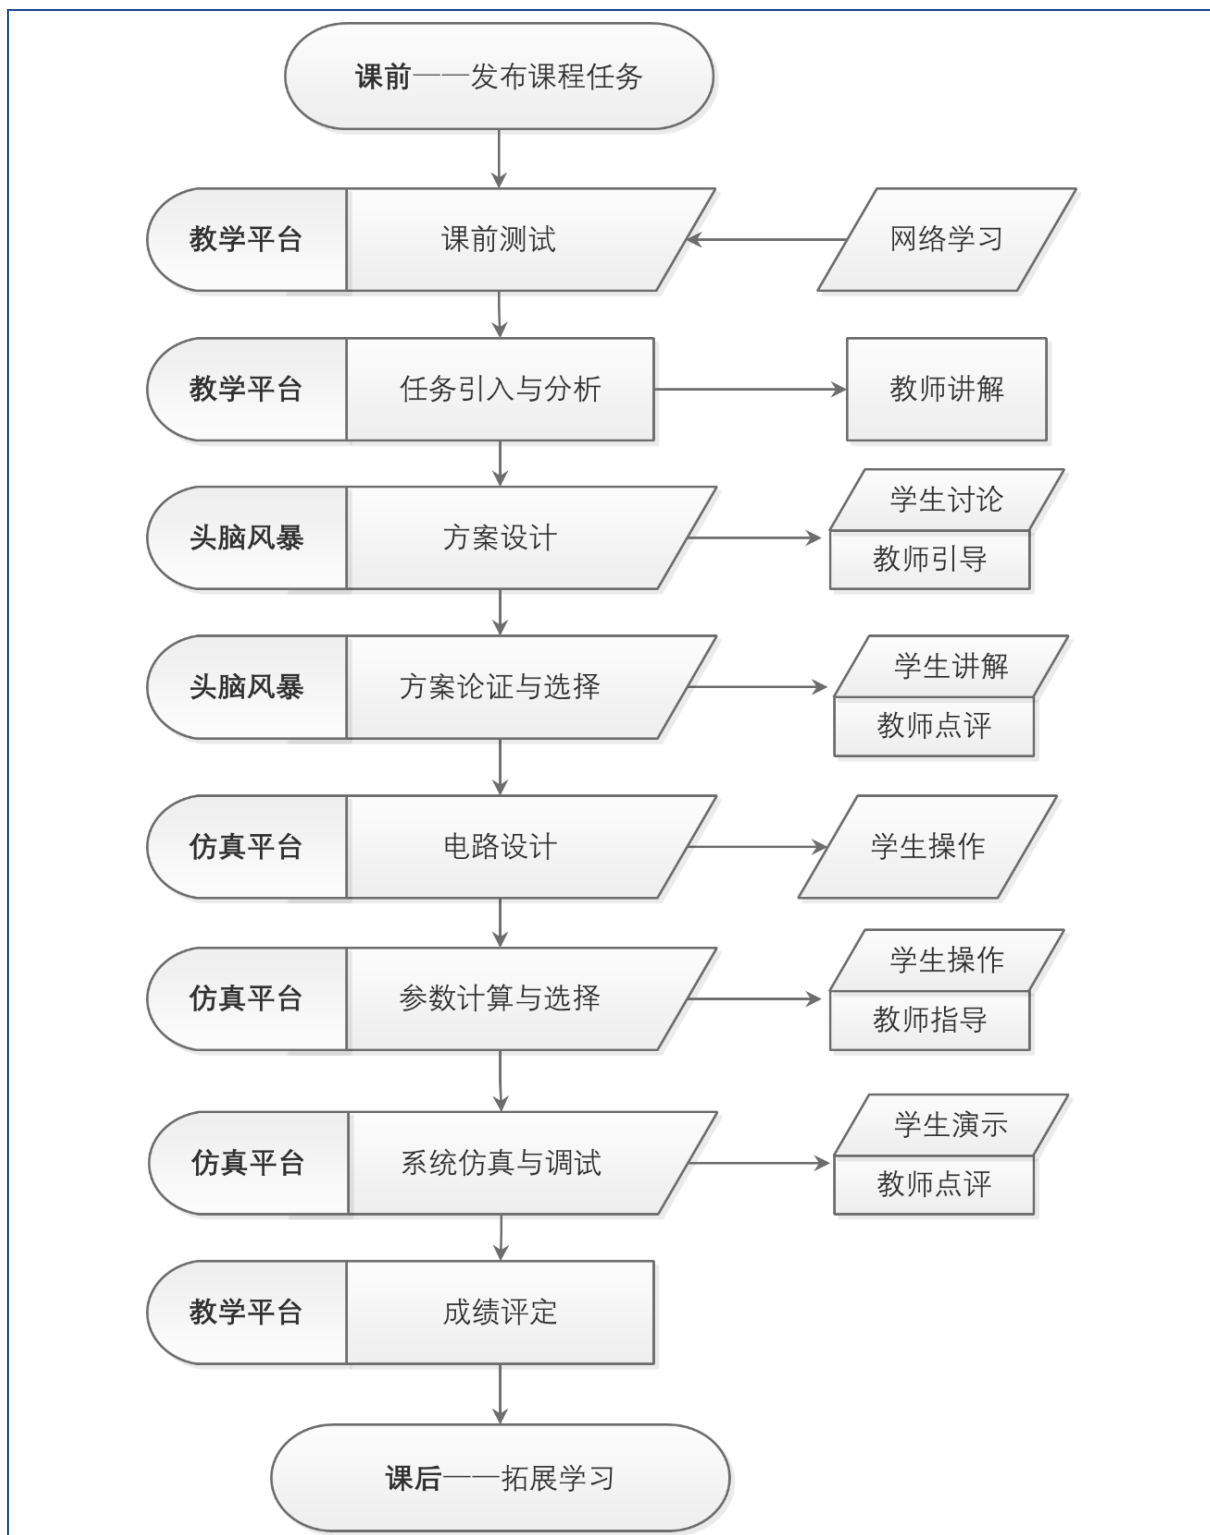 课前——发布课程任务
教学平台 课前测试 网络学习
教学平台 任务引入与分析 教师讲解
头脑风暴 方案设计 学生讨论
教师引导
头脑风暴 方案论证与选择 学生讲解
教师点评
仿真平台 电路设计 学生操作
仿真平台 参数计算与选择 学生操作
教师指导
仿真平台 系统仿真与调试 学生演示
教师点评
教学平台 成绩评定
课后——拓展学习